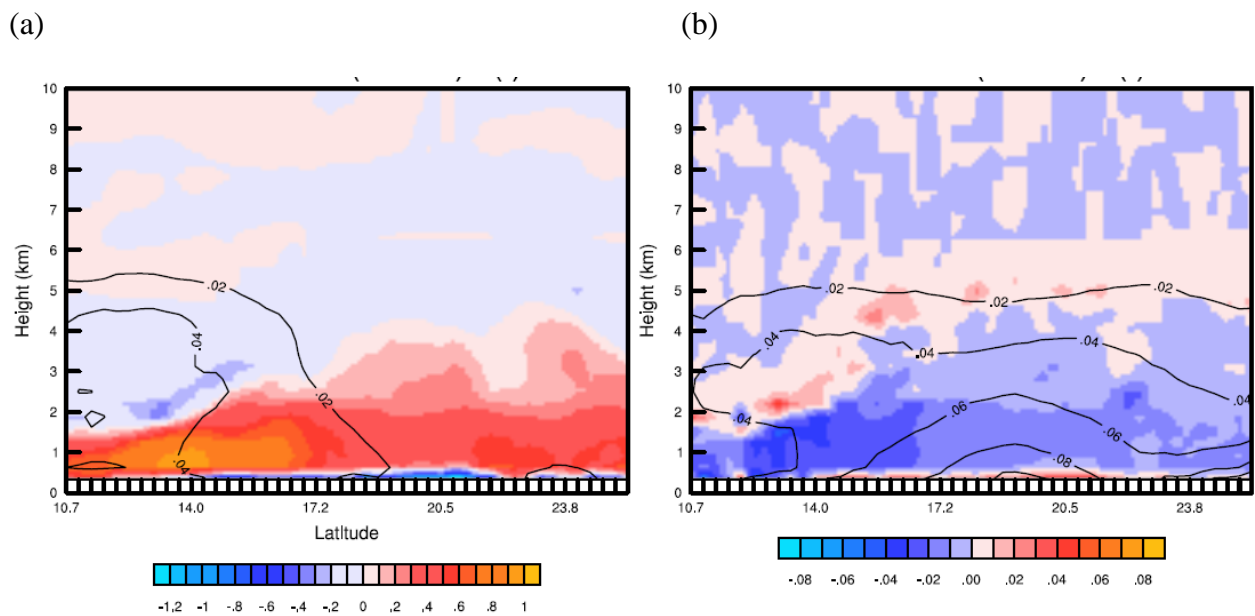 (a) (b)
10 10
9 9
8 8
7 7
6 6
5 5
4 4
3 3
2 2
1 1
0 0
Height (km) Height (km)
.02 .04 .02 .04
.02 .04 .04 .04 .04 .06 .06 .08
10.7 14.0 17.2 20.5 23.8 10.7 14.0 17.2 20.5 23.8
Latltude
-1,2 -1 -.8 -.6 -,4 -,2 0 ,2 ,4 .6 .8 1
-.08 -.06 -.04 -.02 .00 .02 .04 .06 .08